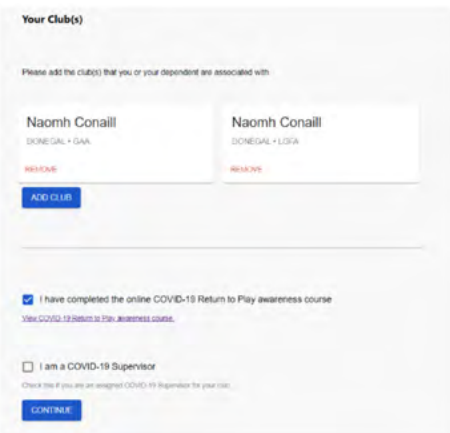 Your Club(s)
Please add the club(s) that you or your dependent are associated with
Naomh Conaill
DONEGAL • GAA
REMOVE
Naomh Conaill
DONEGAL • LGFA
REMOVE
ADD CLUB
I have completed the online COVID-19 Return to Play awareness course
View COVID-19 Return to Play awareness course.
I am a COVID-19 Supervisor
Check this if you are an assigned COVID-19 Supervisor for your club
CONTINUE